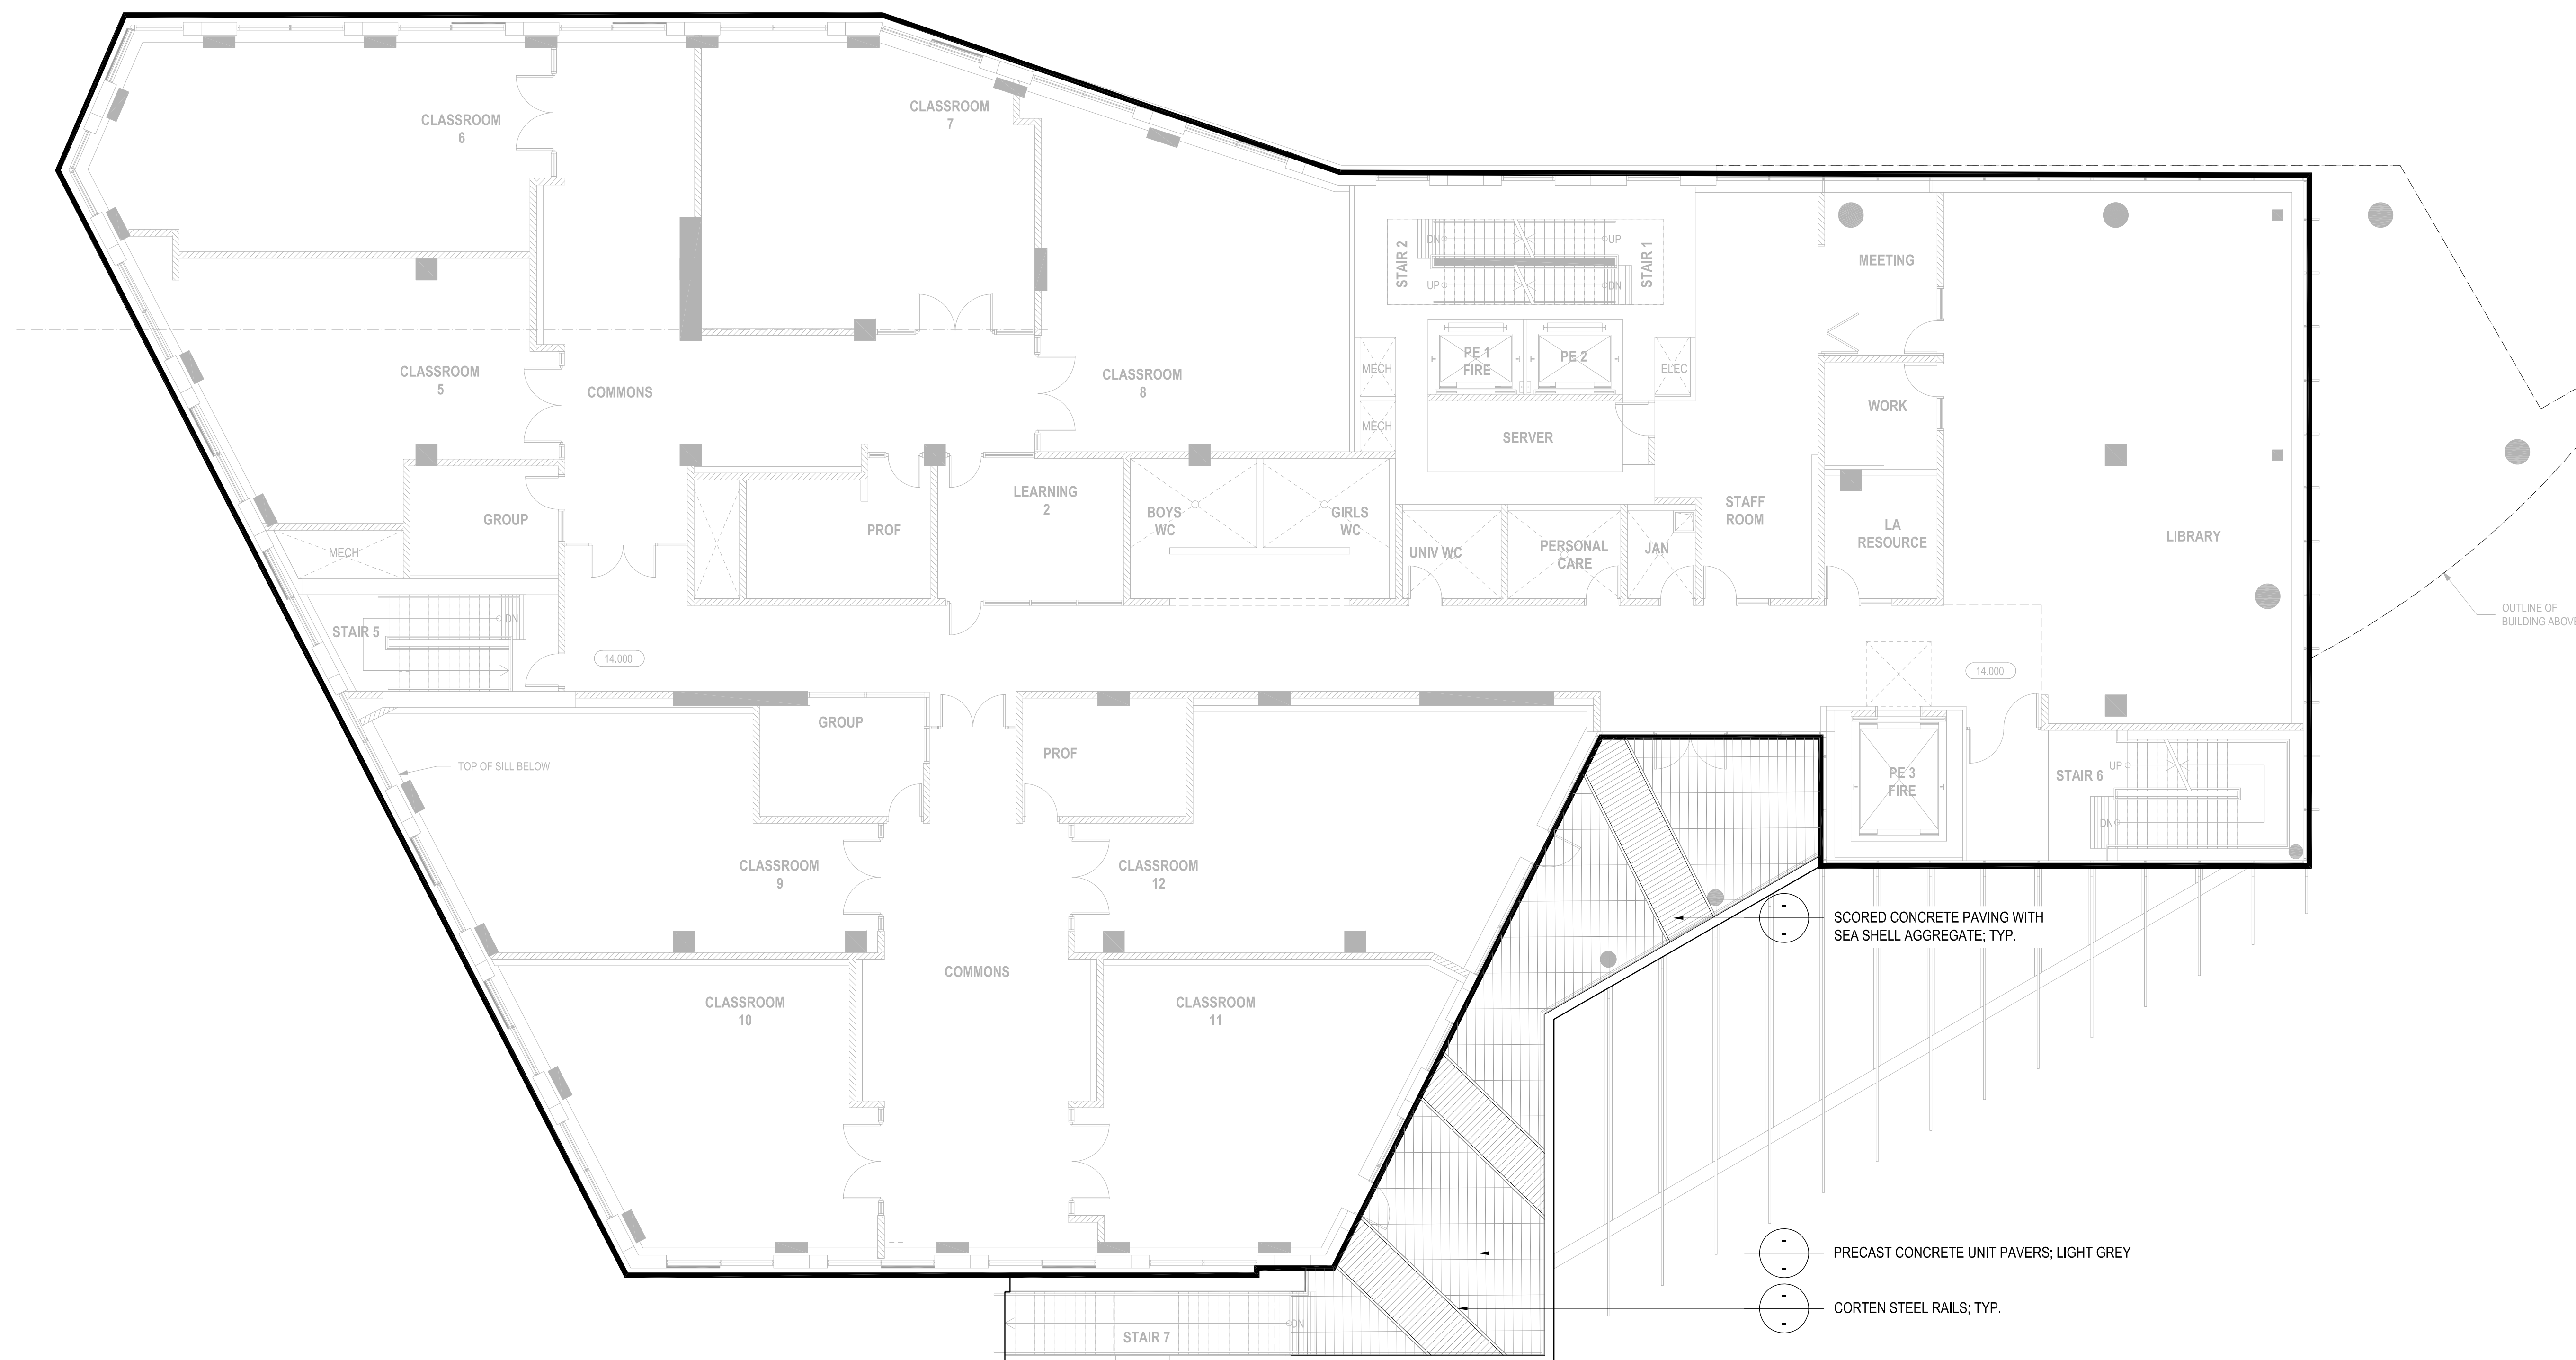 CLASSROOM
6
CLASSROOM
7
CLASSROOM
5
COMMONS
CLASSROOM
8
STAIR 2
DN
UP
UP
DN
STAIR 1
MEETING
MECH
PE 1
FIRE
PE 2
ELEC
MECH
SERVER
WORK
GROUP
MECH
PROF
LEARNING
2
BOYS
WC
GIRLS
WC
UNIV WC
PERSONAL
CARE
JAN
STAFF
ROOM
LA
RESOURCE
LIBRARY
OUTLINE OF
BUILDING ABOVE
STAIR 5
DN
14.000
14.000
GROUP
PROF
TOP OF SILL BELOW
PE 3
FIRE
STAIR 6
UP
DN
CLASSROOM
9
CLASSROOM
12
COMMONS
CLASSROOM
10
CLASSROOM
11
-
-
SCORED CONCRETE PAVING WITH
SEA SHELL AGGREGATE; TYP.
-
-
PRECAST CONCRETE UNIT PAVERS; LIGHT GREY
-
-
CORTEN STEEL RAILS; TYP.
STAIR 7
DN